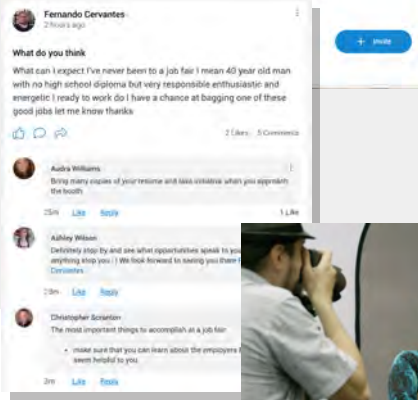 Fernando Cervantes
2 hours ago
+ Invite
What do you think
What can I expect I've never been to a job fair I mean 40 year old man
with no high school diploma but very responsible enthusiastic and
energetic I ready to work do I have a chance at bagging one of these
good jobs let me know thanks
2 Likes 5 Comments
Audra Williams
Bring many copies of your resume and take initiative when you approach
the booth
25m Like Reply 1 Like
Ashley Wilson
Definitely stop by and see what opportunities speak to you
anything stop you :) We look forward to seeing you there
Cervantes
Like Reply
Christopher Scranton
The most important things to accomplish at a job fair
• make sure that you can learn about the employers
seem helpful to you
2m Like Reply